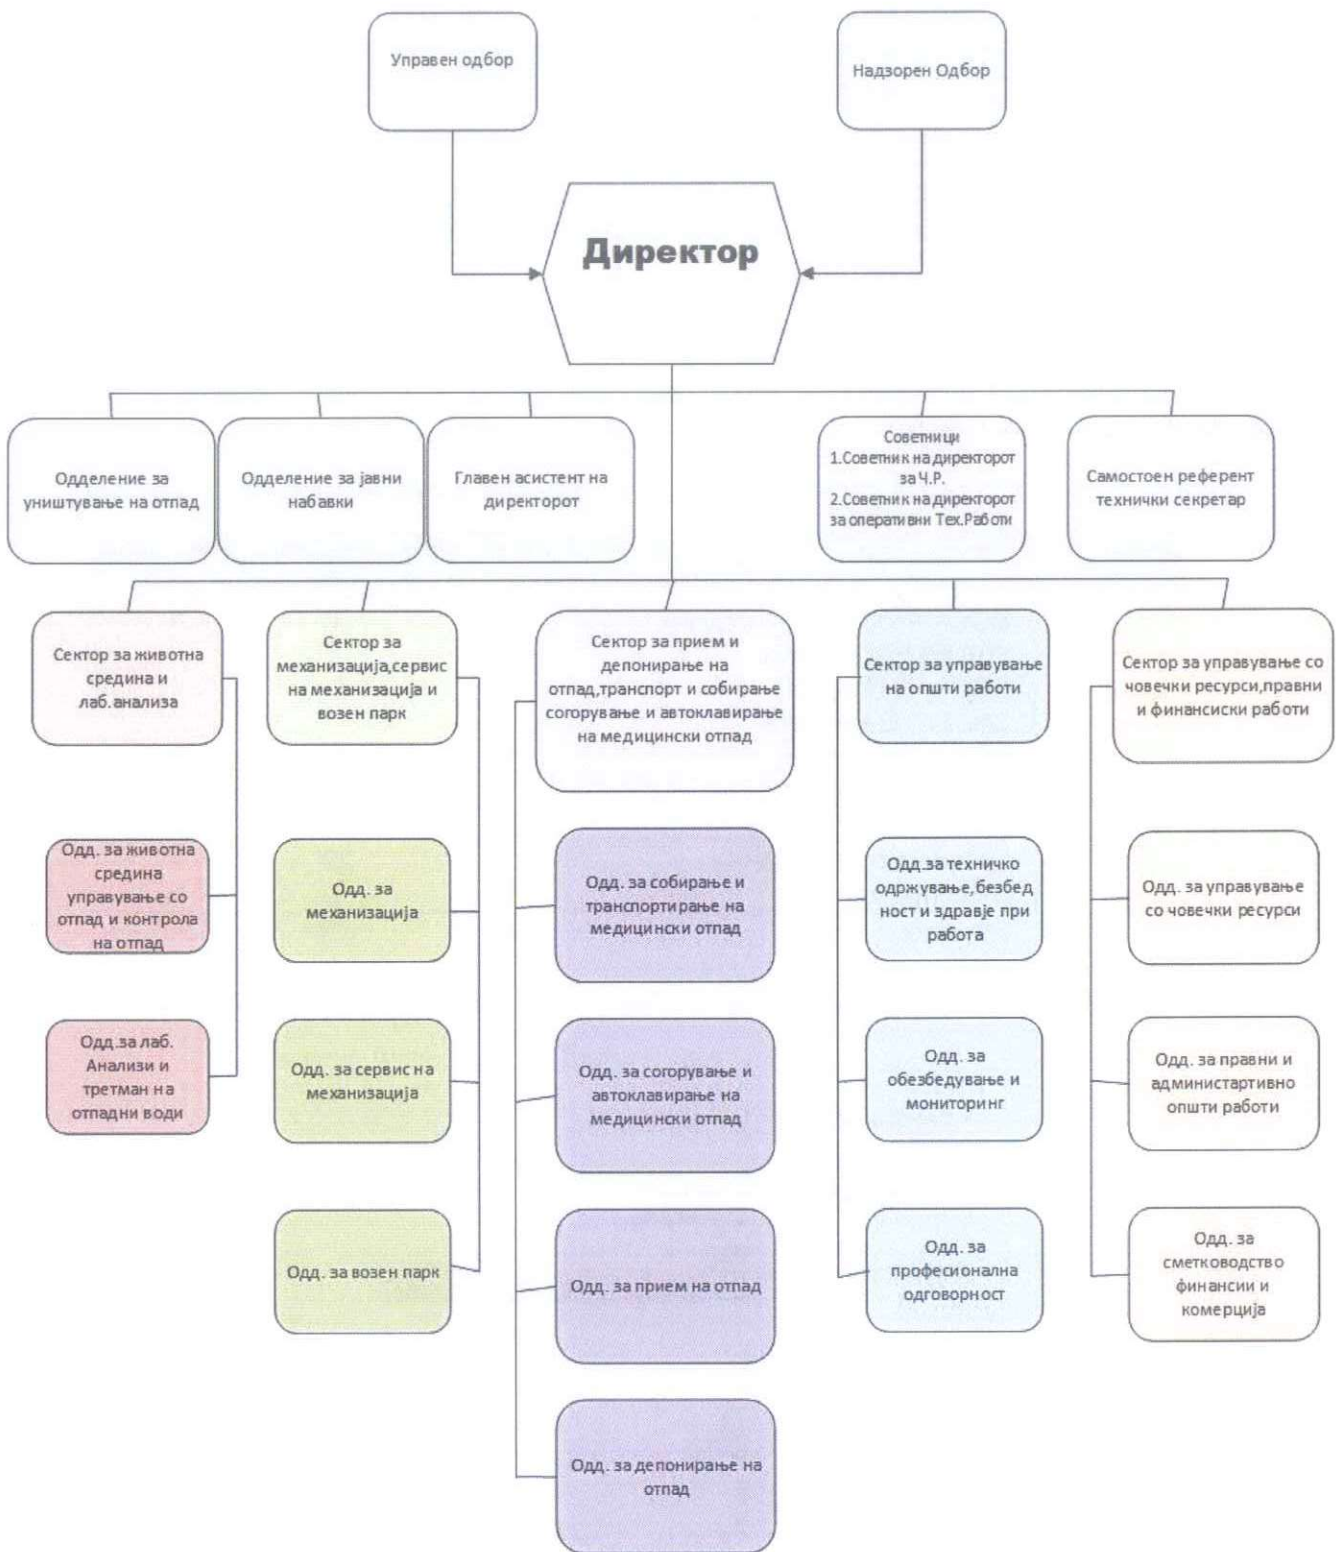 Управен одбор
Надзорен Одбор
Директор
Одделение за
уништување на отпад
Одделение за јавни
набавки
Главен асистент на
директорот
Советници
1.Советник на директорот
за Ч.Р.
2.Советник на директорот
за оперативни Тех.Работи
Самостоен референт
технички секретар
Сектор за животна
средина и
лаб.анализа
Сектор за
механизација,сервис
на механизација и
возен парк
Сектор за прием и
депонирање на
отпад,транспорт и собирање
согорување и автоклавирање
на медицински отпад
Сектор за управување
на општи работи
Сектор за управување со
човечки ресурси,правни
и финансиски работи
Одд. за животна
средина
управување со
отпад и контрола
на отпад
Одд. за
механизација
Одд. за собирање и
транспортирање на
медицински отпад
Одд.за техничко
одржување,безбед
ност и здравје при
работа
Одд. за управување
со човечки ресурси
Одд.за лаб.
Анализи и
третман на
отпадни води
Одд. за сервис на
механизација
Одд. за согорување и
автоклавирање на
медицински отпад
Одд. за
обезбедување и
мониторинг
Одд. за правни и
администартивно
општи работи
Одд. за возен парк
Одд. за прием на отпад
Одд. за
професионална
одговорност
Одд. за
сметководство
финансии и
комерција
Одд. за депонирање на
отпад